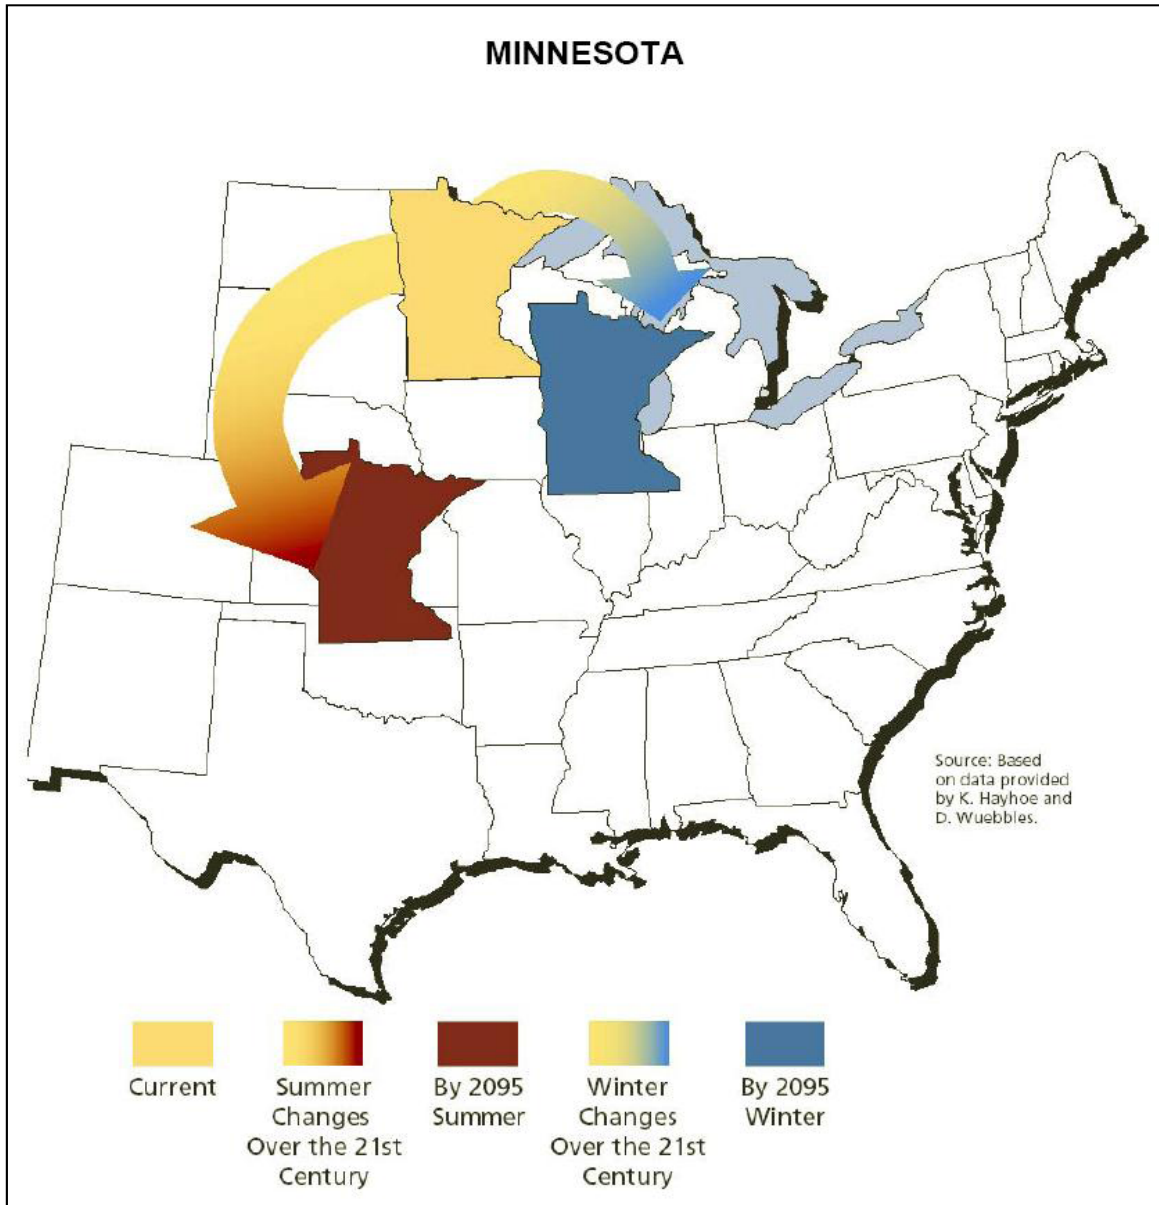 MINNESOTA
Source: Based
on data provided
by K. Hayhoe and
D. Wuebbles.
Current
Summer
Changes
Over the 21st
Century
By 2095
Summer
Winter
Changes
Over the 21st
Century
By 2095
Winter